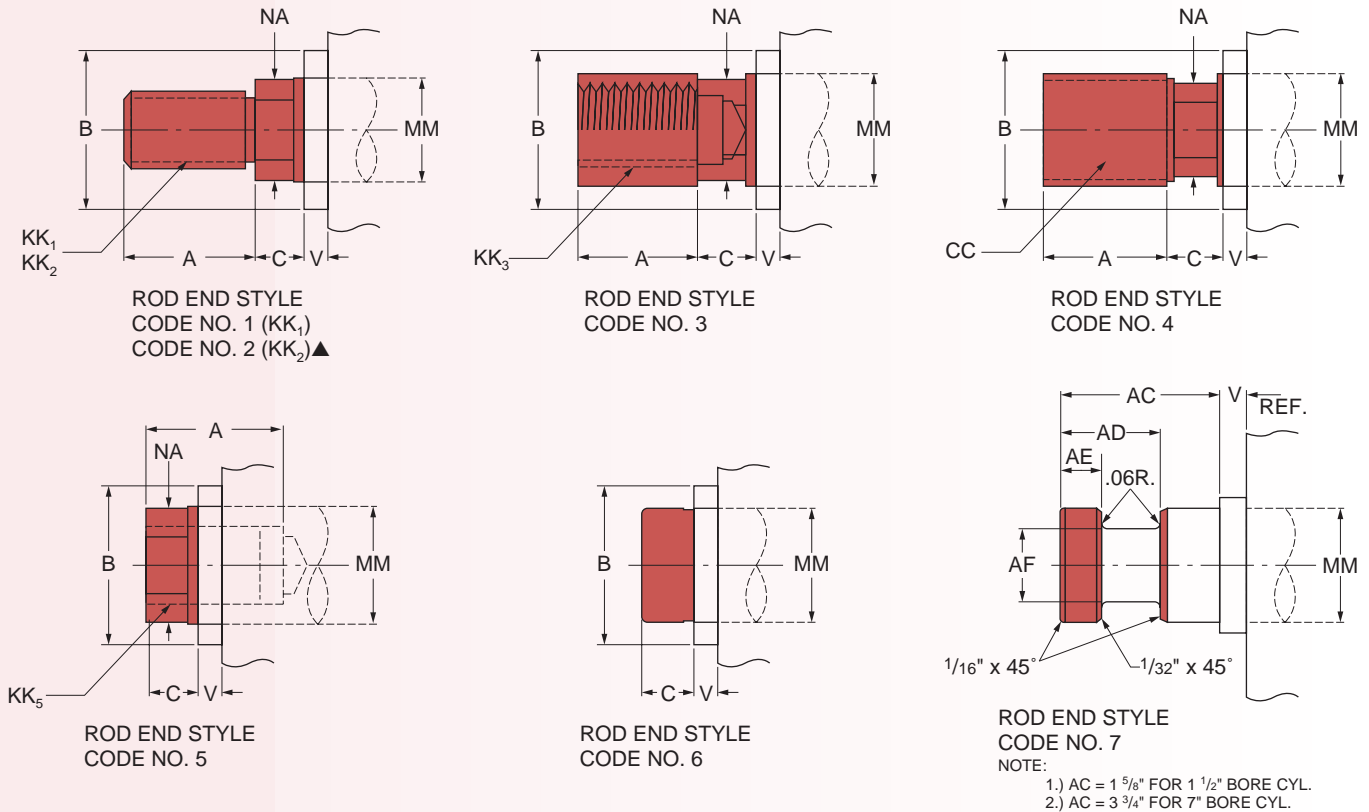 NA
B
MM
KK₁
KK₂
A
C
V
ROD END STYLE
CODE NO. 1 (KK₁)
CODE NO. 2 (KK₂)▲
NA
B
MM
KK₃
A
C
V
ROD END STYLE
CODE NO. 3
NA
B
MM
CC
A
C
V
ROD END STYLE
CODE NO. 4
A
NA
B
MM
KK₅
C
V
ROD END STYLE
CODE NO. 5
B
MM
C
V
ROD END STYLE
CODE NO. 6
AC
V
REF.
AD
AE
.06R.
AF
MM
1/16" x 45°
1/32" x 45°
ROD END STYLE
CODE NO. 7
NOTE:
1.) AC = 1 5/8" FOR 1 1/2" BORE CYL.
2.) AC = 3 3/4" FOR 7" BORE CYL.